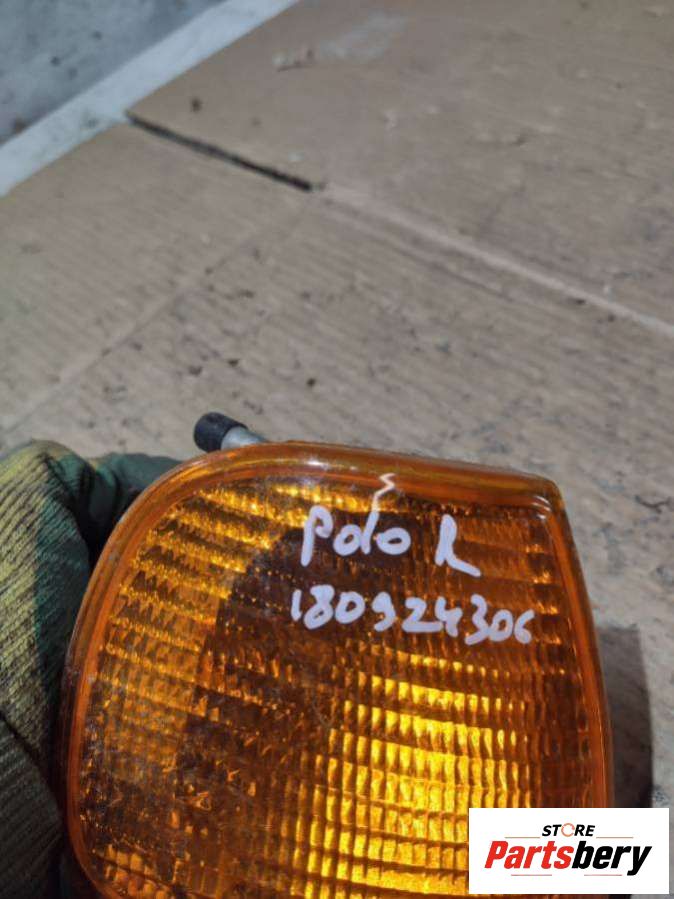 Polo R
180924306
STORE
Partsbery